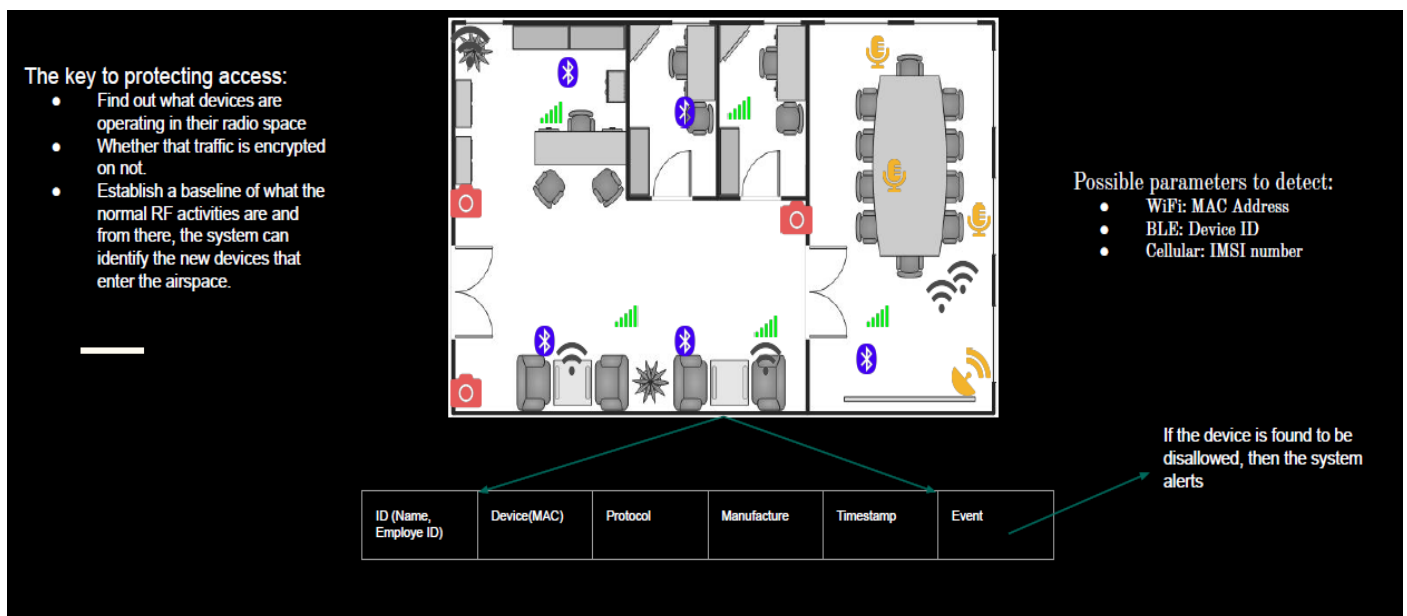 The key to protecting access:
● Find out what devices are
operating in their radio space
● Whether that traffic is encrypted
on not.
● Establish a baseline of what the
normal RF activities are and
from there, the system can
identify the new devices that
enter the airspace.
Possible parameters to detect:
● WiFi: MAC Address
● BLE: Device ID
● Cellular: IMSI number
If the device is found to be
disallowed, then the system
alerts
ID (Name,
Employe ID)
Device(MAC)
Protocol
Manufacture
Timestamp
Event